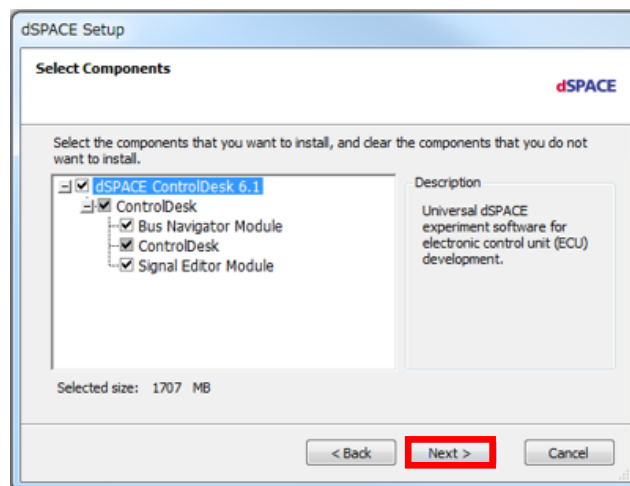 dSPACE Setup
Select Components
dSPACE
Select the components that you want to install, and clear the components that you do not
want to install.
dSPACE ControlDesk 6.1
ControlDesk
Bus Navigator Module
ControlDesk
Signal Editor Module
Description
Universal dSPACE
experiment software for
electronic control unit (ECU)
development.
Selected size: 1707 MB
< Back
Next >
Cancel